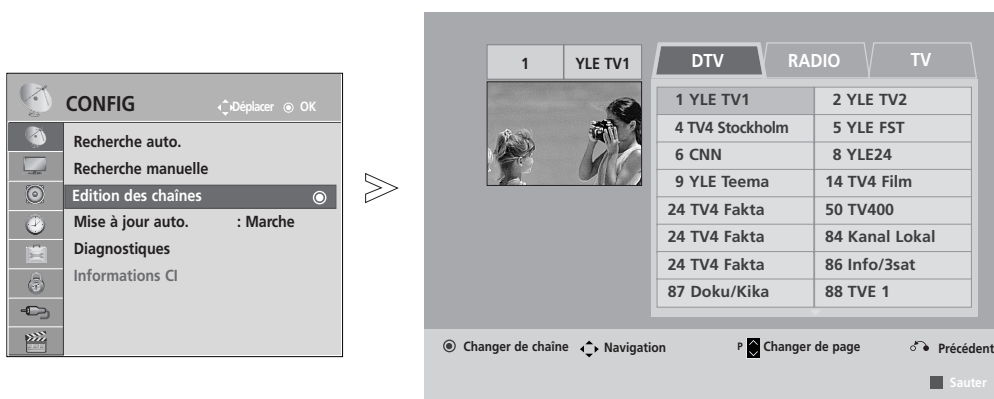 CONFIG
Déplacer OK
Recherche auto.
Recherche manuelle
Edition des chaînes
Mise à jour auto. : Marche
Diagnostiques
Informations CI
1 YLE TV1
DTV RADIO TV
1 YLE TV1 2 YLE TV2
4 TV4 Stockholm 5 YLE FST
6 CNN 8 YLE24
9 YLE Teema 14 TV4 Film
24 TV4 Fakta 50 TV400
24 TV4 Fakta 84 Kanal Lokal
24 TV4 Fakta 86 Info/3sat
87 Doku/Kika 88 TVE 1
Changer de chaîne Navigation P Changer de page Précédent
Sauter